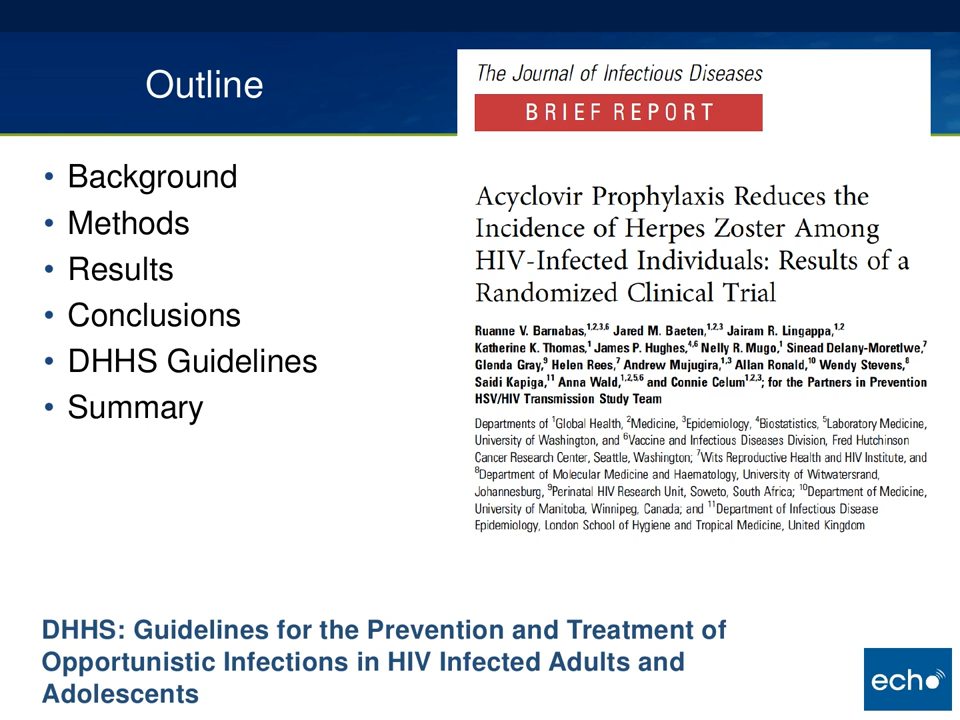 Outline
• Background
• Methods
• Results
• Conclusions
• DHHS Guidelines
• Summary
The Journal of Infectious Diseases
BRIEF REPORT
Acyclovir Prophylaxis Reduces the
Incidence of Herpes Zoster Among
HIV-Infected Individuals: Results of a
Randomized Clinical Trial
Ruanne V. Barnabas,1,2,3,6 Jared M. Baeten,1,2,3 Jairam R. Lingappa,1,2
Katherine K. Thomas,1 James P. Hughes,4,6 Nelly R. Mugo,1 Sinead Delany-Moretlwe,7
Glenda Gray,9 Helen Rees,7 Andrew Mujugira,1,3 Allan Ronald,10 Wendy Stevens,8
Saidi Kapiga,11 Anna Wald,1,2,5,6 and Connie Celum1,2,3; for the Partners in Prevention
HSV/HIV Transmission Study Team
Departments of 1Global Health, 2Medicine, 3Epidemiology, 4Biostatistics, 5Laboratory Medicine,
University of Washington, and 6Vaccine and Infectious Diseases Division, Fred Hutchinson
Cancer Research Center, Seattle, Washington; 7Wits Reproductive Health and HIV Institute, and
8Department of Molecular Medicine and Haematology, University of Witwatersrand,
Johannesburg, 9Perinatal HIV Research Unit, Soweto, South Africa; 10Department of Medicine,
University of Manitoba, Winnipeg, Canada; and 11Department of Infectious Disease
Epidemiology, London School of Hygiene and Tropical Medicine, United Kingdom
DHHS: Guidelines for the Prevention and Treatment of
Opportunistic Infections in HIV Infected Adults and
Adolescents
echo